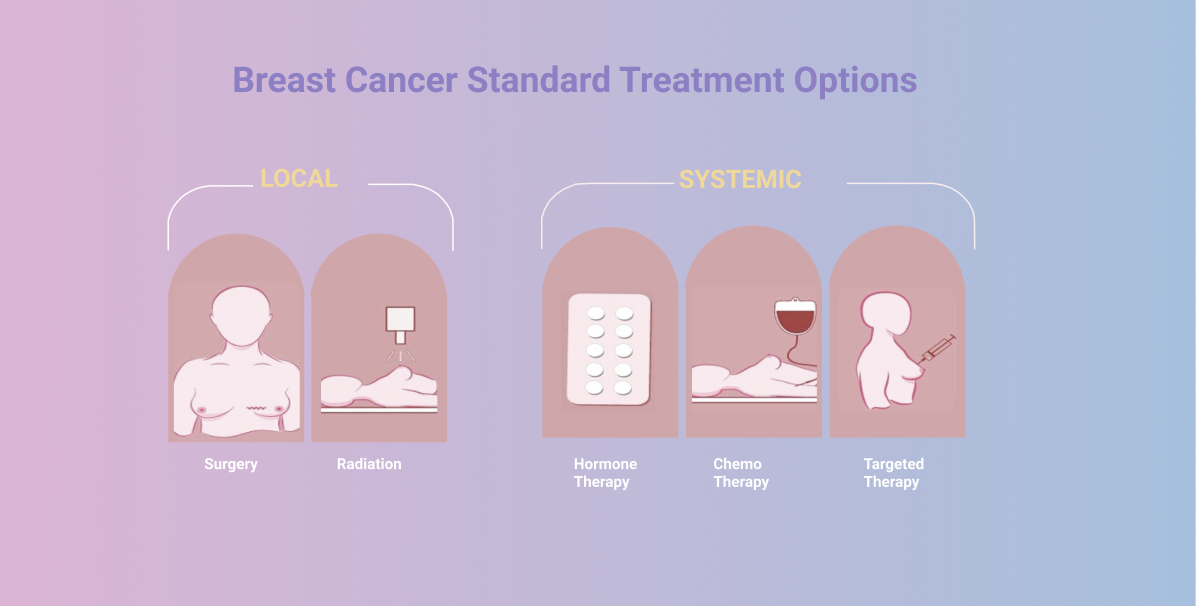 Breast Cancer Standard Treatment Options
LOCAL
SYSTEMIC
Surgery
Radiation
Hormone
Therapy
Chemo
Therapy
Targeted
Therapy